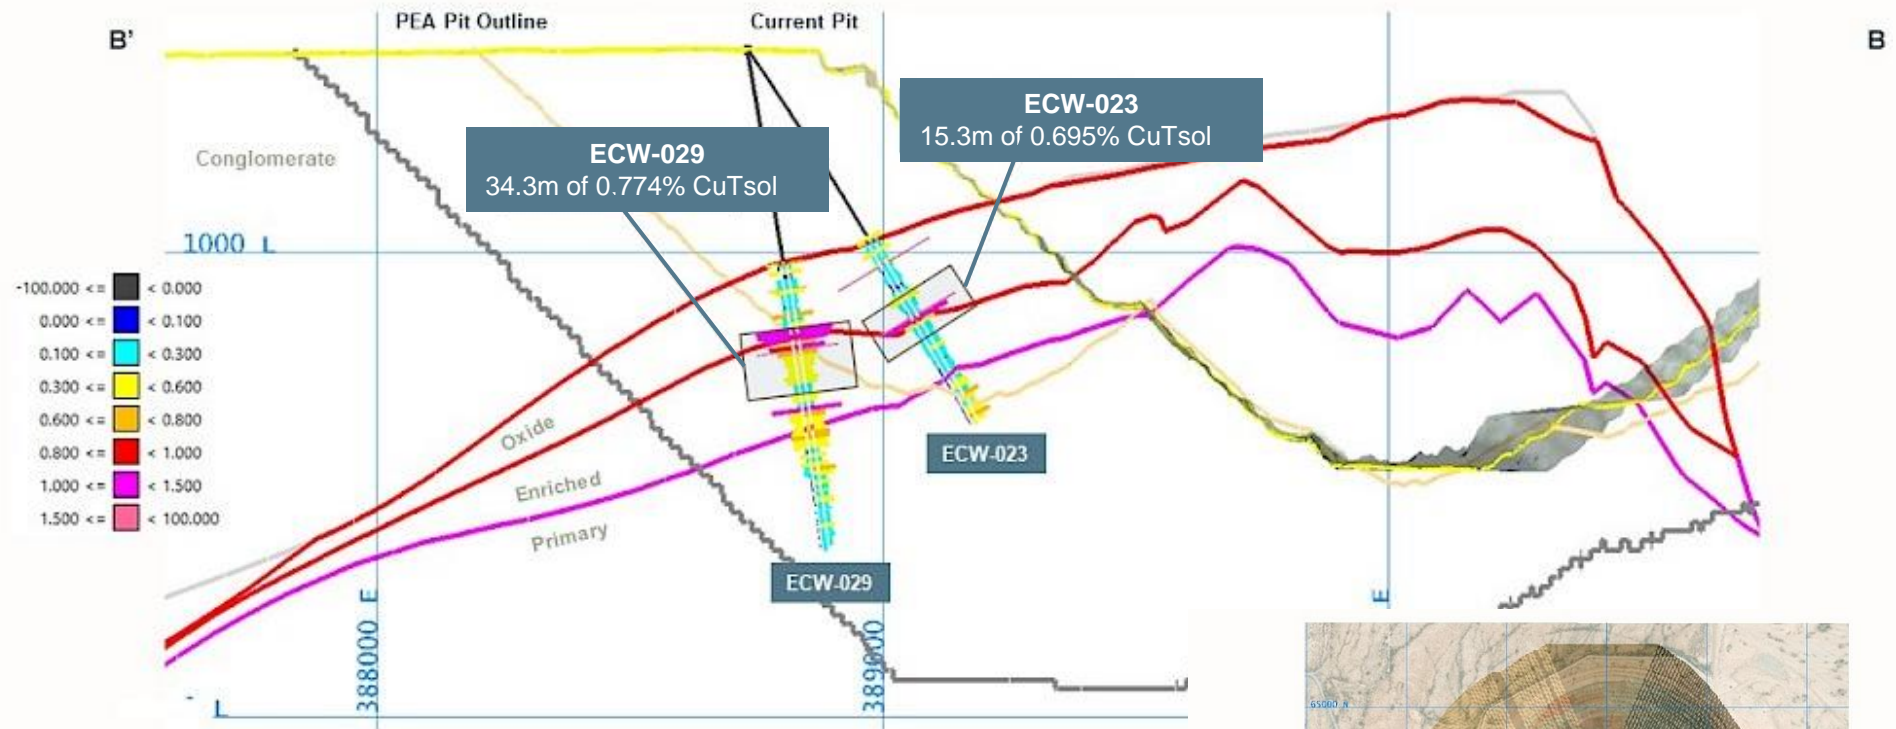 PEA Pit Outline
Current Pit
B'
B
ECW-023
15.3m of 0.695% CuTsol
ECW-029
34.3m of 0.774% CuTsol
Conglomerate
1000 L
-100.000 <= < 0.000
0.000 <= < 0.100
0.100 <= < 0.300
0.300 <= < 0.600
0.600 <= < 0.800
0.800 <= < 1.000
1.000 <= < 1.500
1.500 <= < 100.000
Oxide
Enriched
Primary
ECW-023
ECW-029
388000 E
389000
E
- L
65000 N